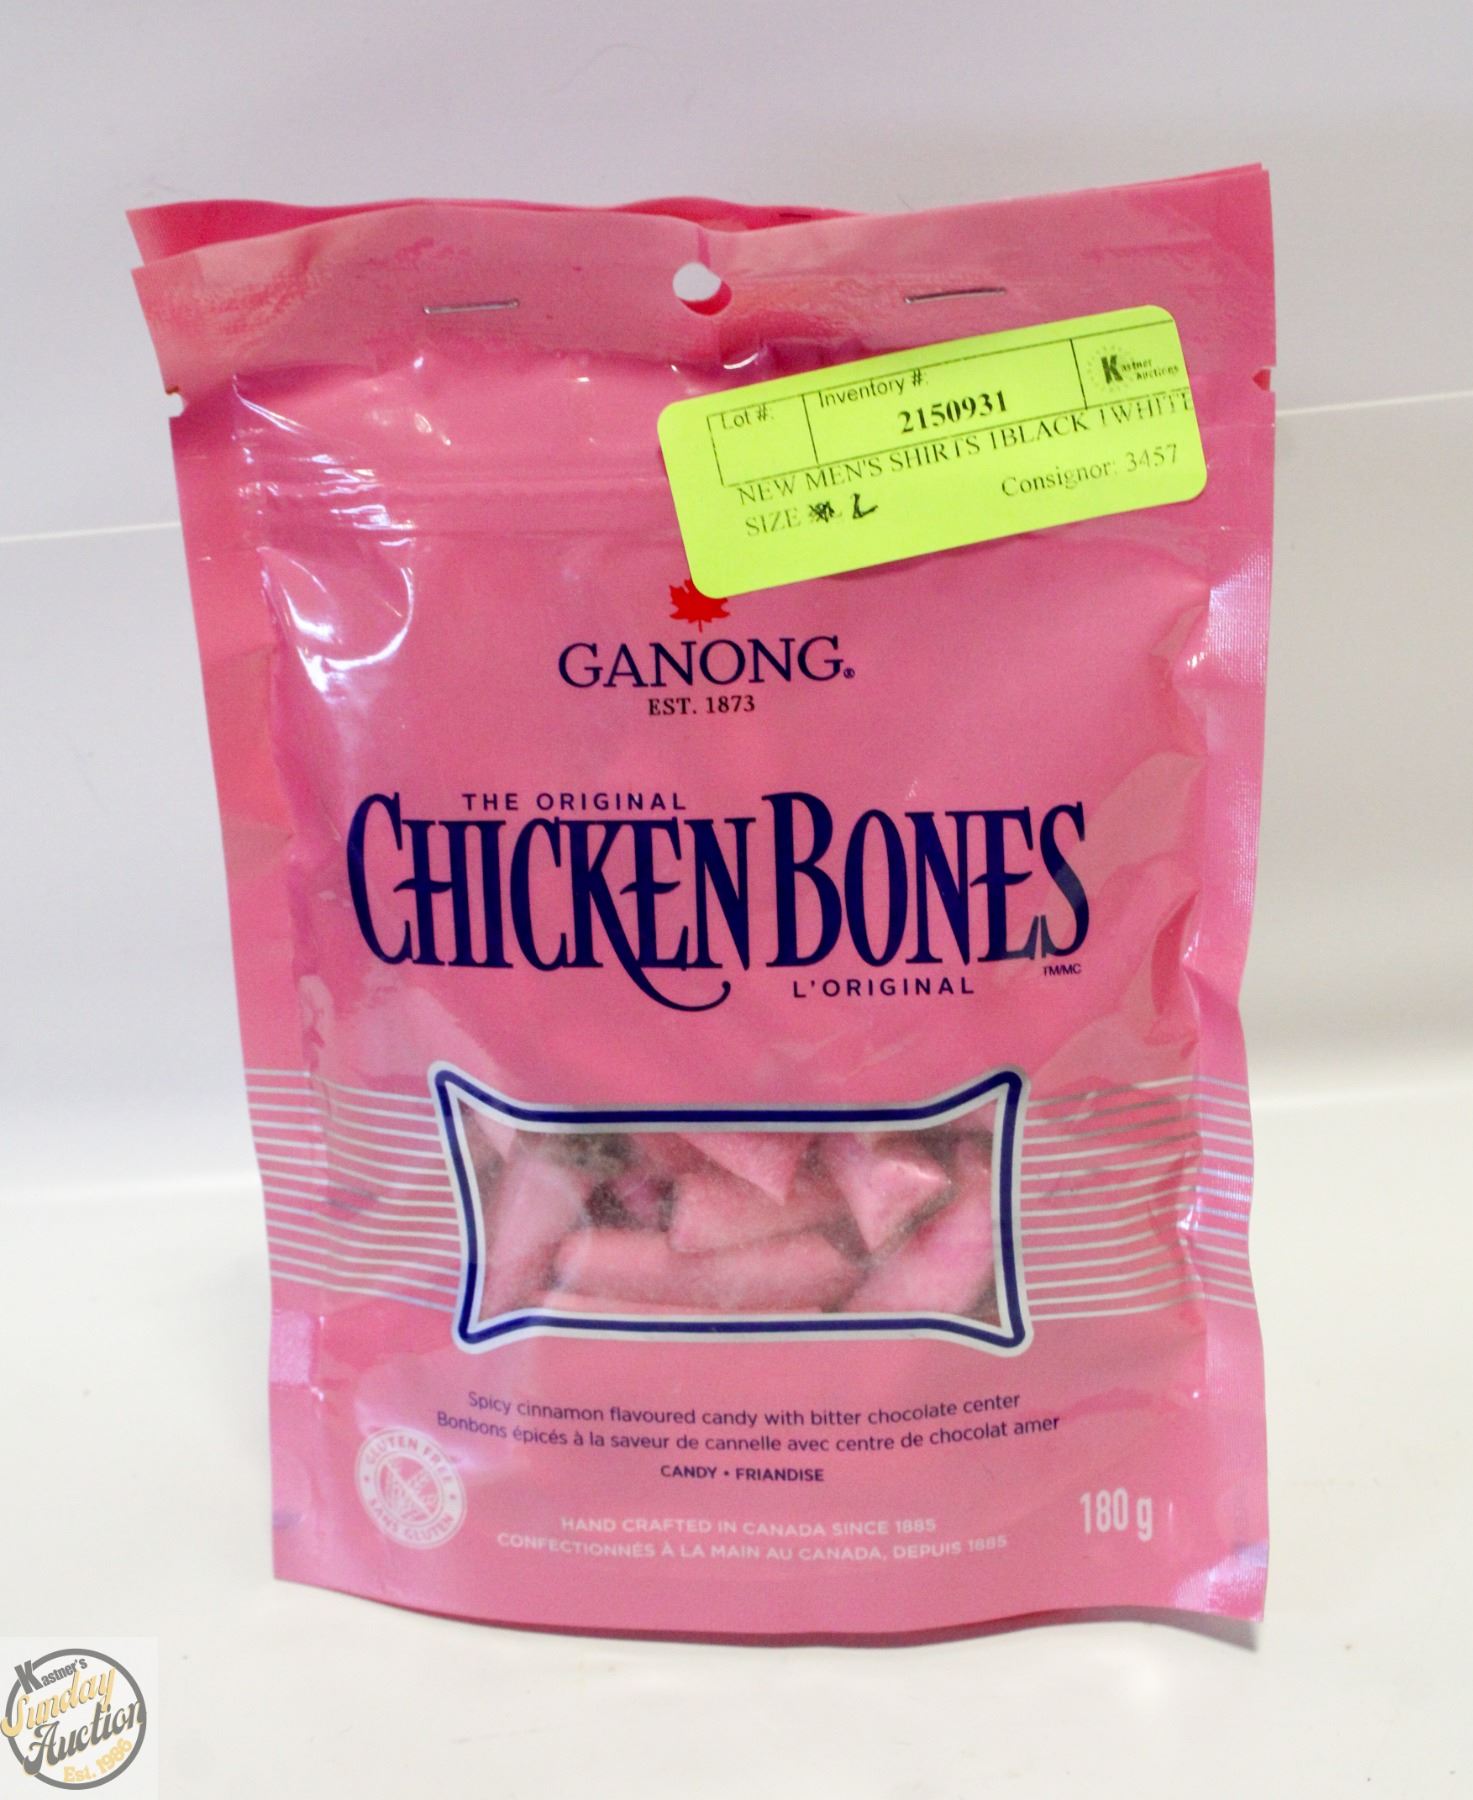 Lot #:
Inventory #:
2150931
Kastner
Auctions
NEW MEN'S SHIRTS 1BLACK 1WHITE
SIZE L
Consignor: 3457
GANONG®
EST. 1873
THE ORIGINAL
CHICKEN BONES
TM/MC
L'ORIGINAL
Spicy cinnamon flavoured candy with bitter chocolate center
Bonbons épicés à la saveur de cannelle avec centre de chocolat amer
CANDY • FRIANDISE
GLUTEN FREE
SANS GLUTEN
HAND CRAFTED IN CANADA SINCE 1885
CONFECTIONNÉS À LA MAIN AU CANADA, DEPUIS 1885
180 g
Kastner's
Sunday
Auction
Est. 1986